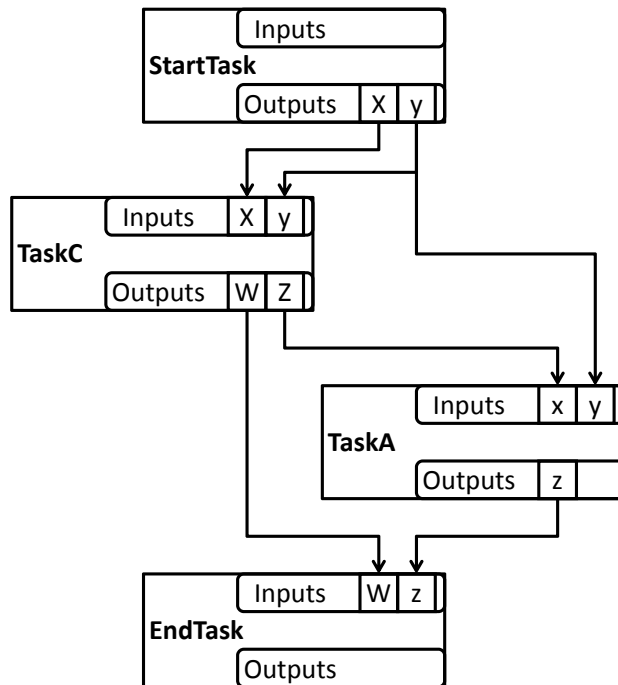 Inputs
StartTask
Outputs X y
Inputs X y
TaskC
Outputs W Z
Inputs x y
TaskA
Outputs z
Inputs W z
EndTask
Outputs